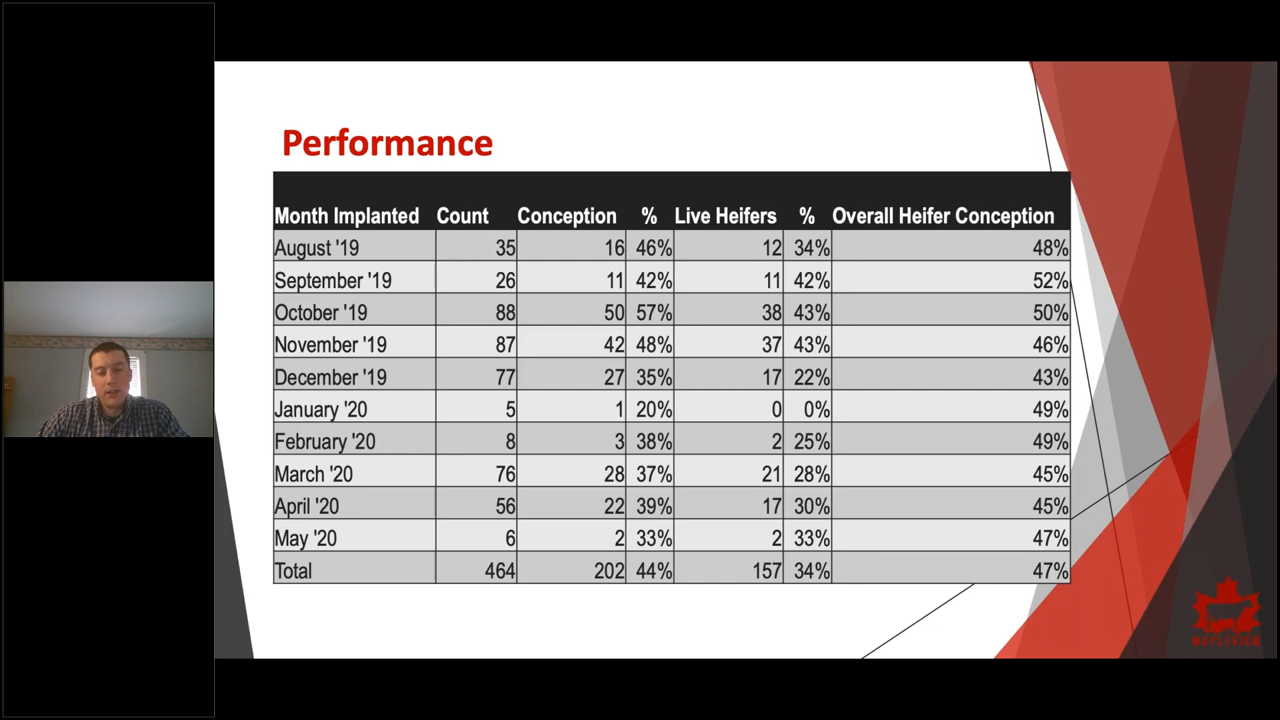 Performance
Month Implanted Count Conception % Live Heifers % Overall Heifer Conception
August '19 35 16 46% 12 34% 48%
September '19 26 11 42% 11 42% 52%
October '19 88 50 57% 38 43% 50%
November '19 87 42 48% 37 43% 46%
December '19 77 27 35% 17 22% 43%
January '20 5 1 20% 0 0% 49%
February '20 8 3 38% 2 25% 49%
March '20 76 28 37% 21 28% 45%
April '20 56 22 39% 17 30% 45%
May '20 6 2 33% 2 33% 47%
Total 464 202 44% 157 34% 47%
MAPLEVIEW